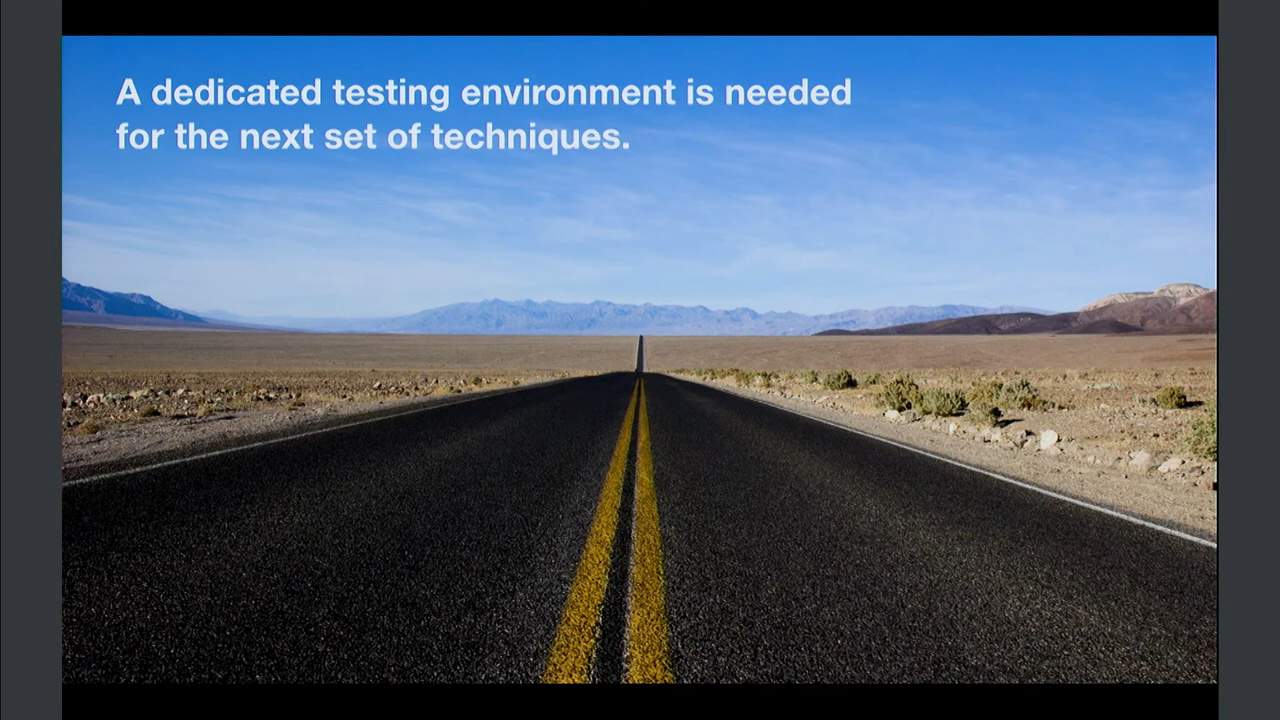 A dedicated testing environment is needed
for the next set of techniques.